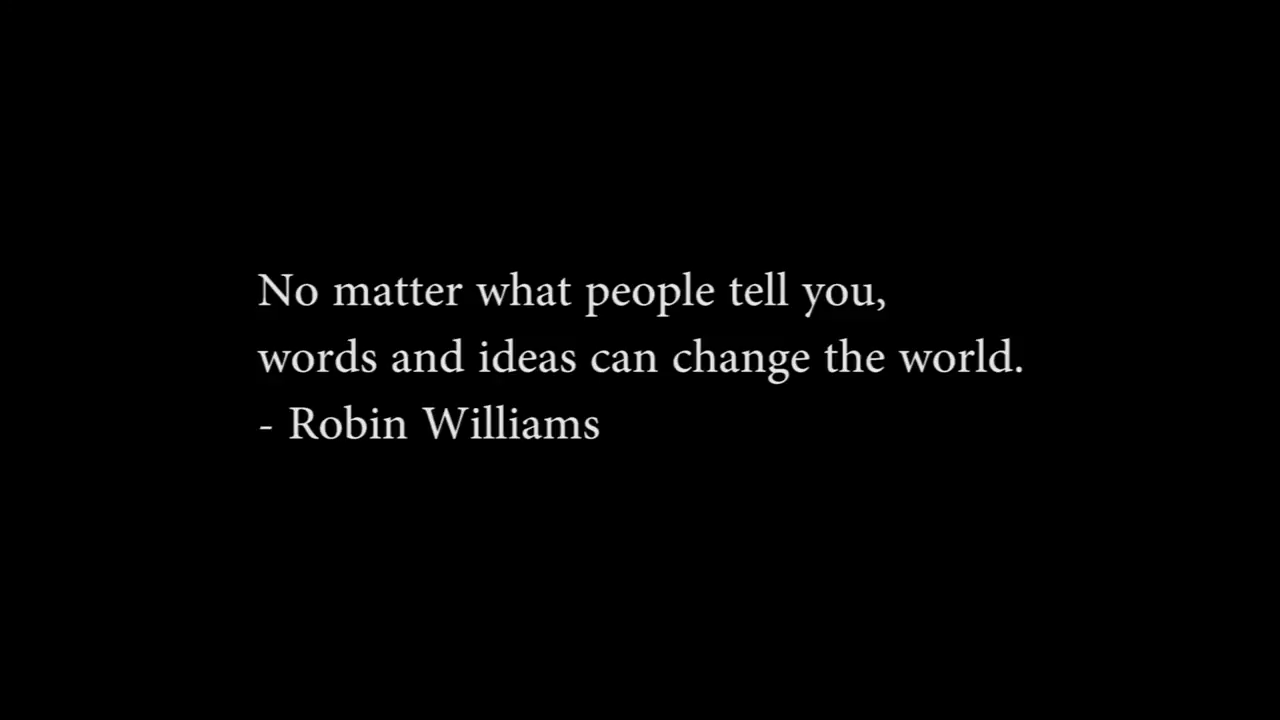 No matter what people tell you,
words and ideas can change the world.
- Robin Williams